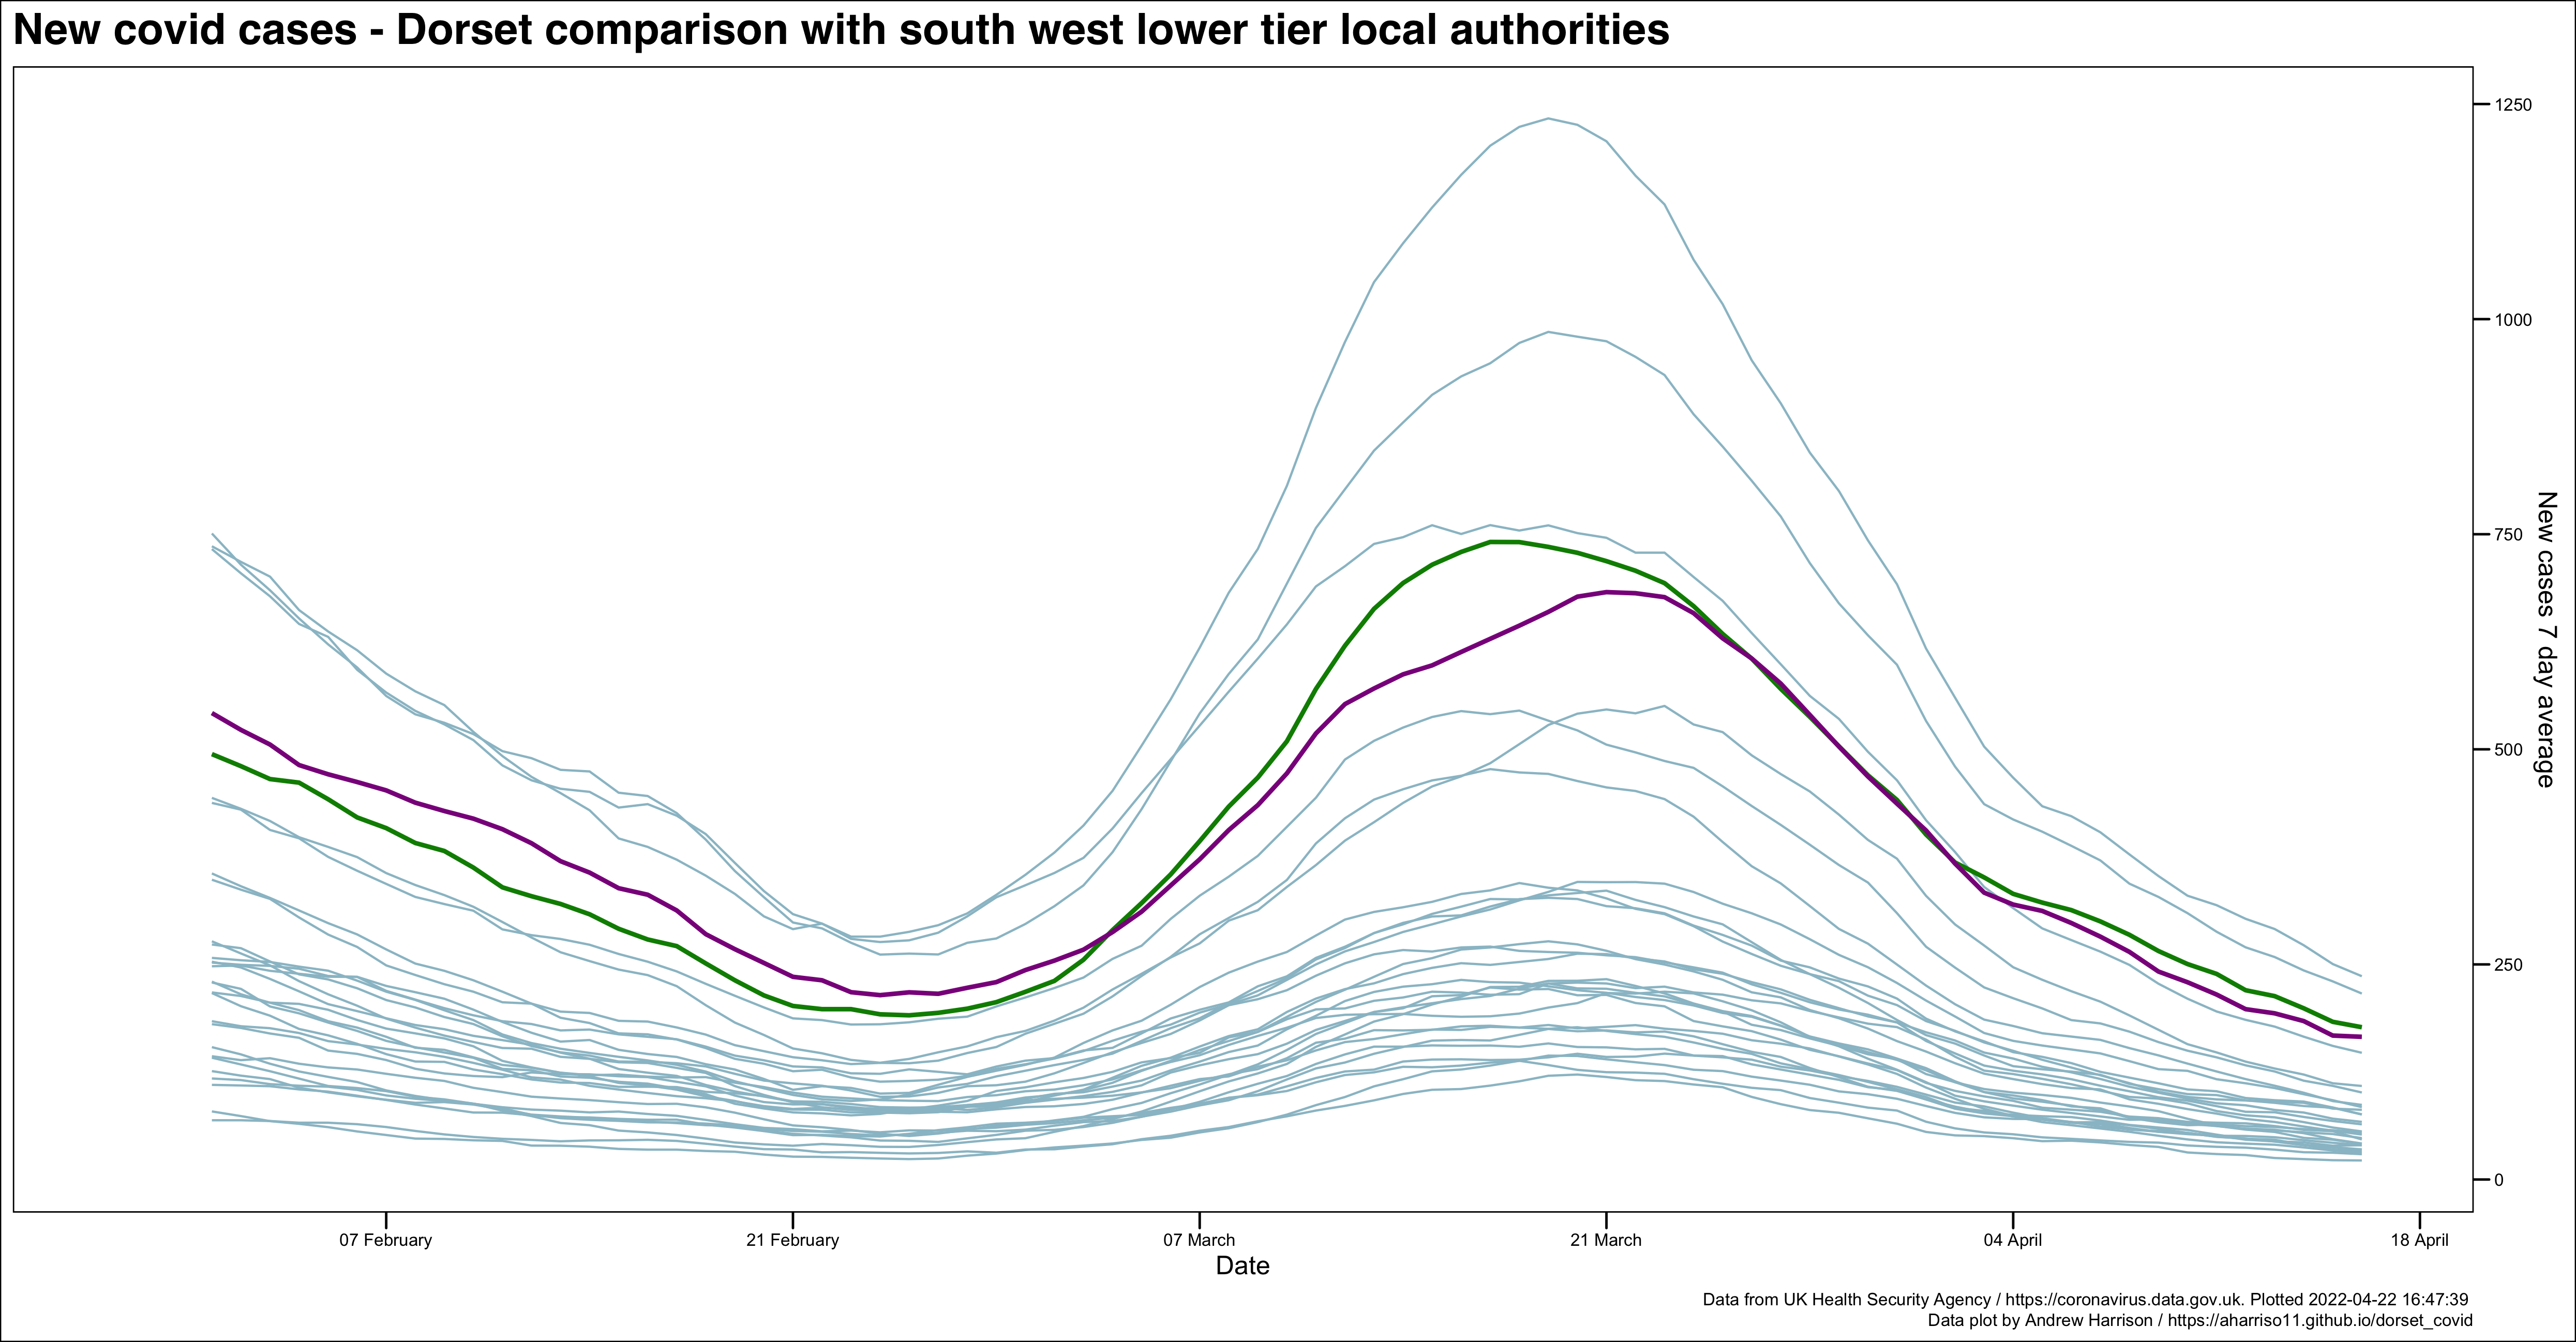 New covid cases - Dorset comparison with south west lower tier local authorities
1250
1000
750
500
250
0
New cases 7 day average
07 February
21 February
07 March
21 March
04 April
18 April
Date
Data from UK Health Security Agency / https://coronavirus.data.gov.uk. Plotted 2022-04-22 16:47:39
Data plot by Andrew Harrison / https://aharriso11.github.io/dorset_covid